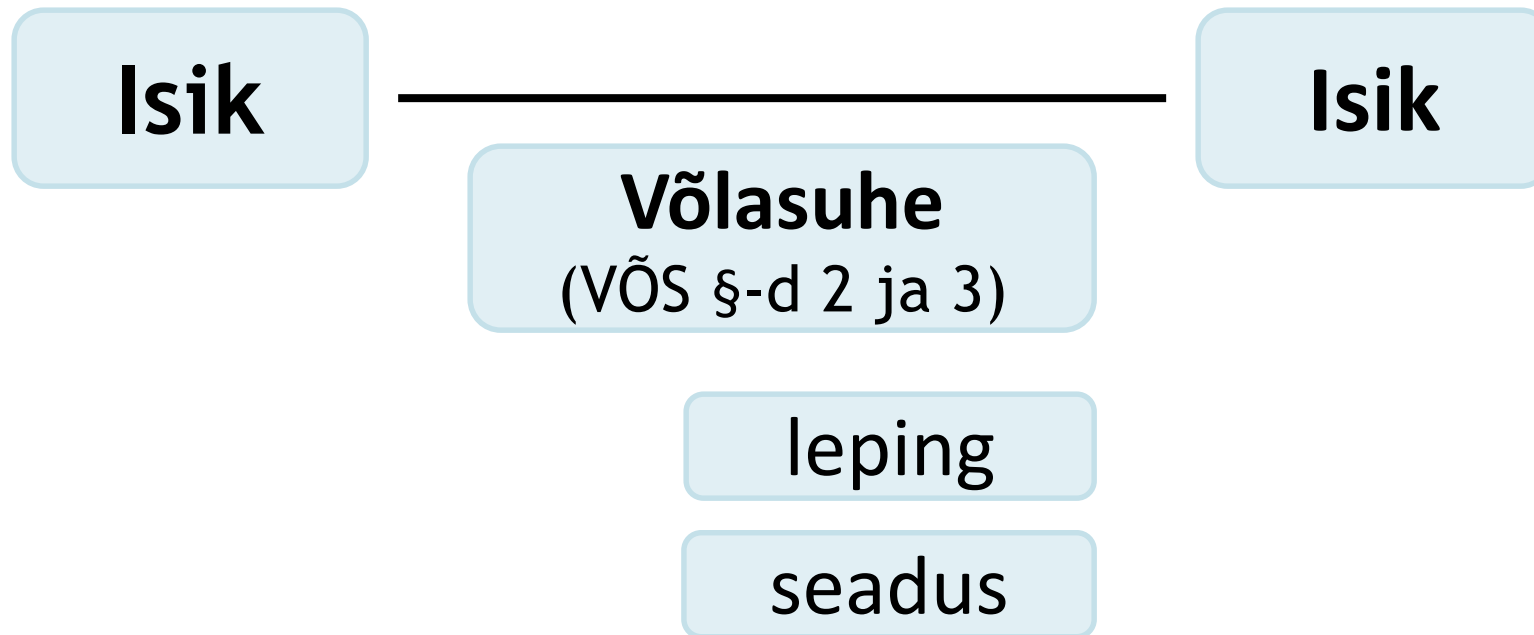 Isik
Isik
Võlasuhe
(VÕS §-d 2 ja 3)
leping
seadus